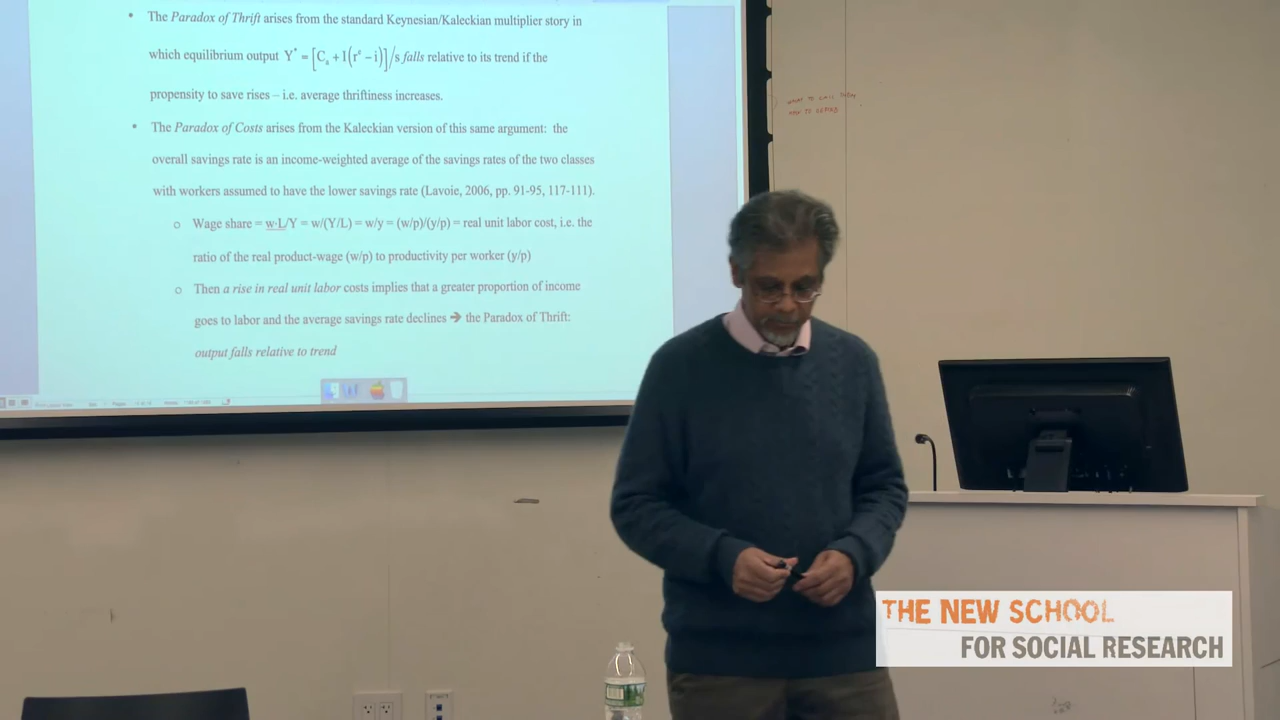 • The Paradox of Thrift arises from the standard Keynesian/Kaleckian multiplier story in
which equilibrium output Y* = [Cₐ + I(rᵉ − i)]/s falls relative to its trend if the
propensity to save rises – i.e. average thriftiness increases.
• The Paradox of Costs arises from the Kaleckian version of this same argument: the
overall savings rate is an income-weighted average of the savings rates of the two classes
with workers assumed to have the lower savings rate (Lavoie, 2006, pp. 91-95, 117-111).
o Wage share = w·L/Y = w/(Y/L) = w/y = (w/p)/(y/p) = real unit labor cost, i.e. the
ratio of the real product-wage (w/p) to productivity per worker (y/p)
o Then a rise in real unit labor costs implies that a greater proportion of income
goes to labor and the average savings rate declines ➔ the Paradox of Thrift:
output falls relative to trend
THE NEW SCHOOL
FOR SOCIAL RESEARCH